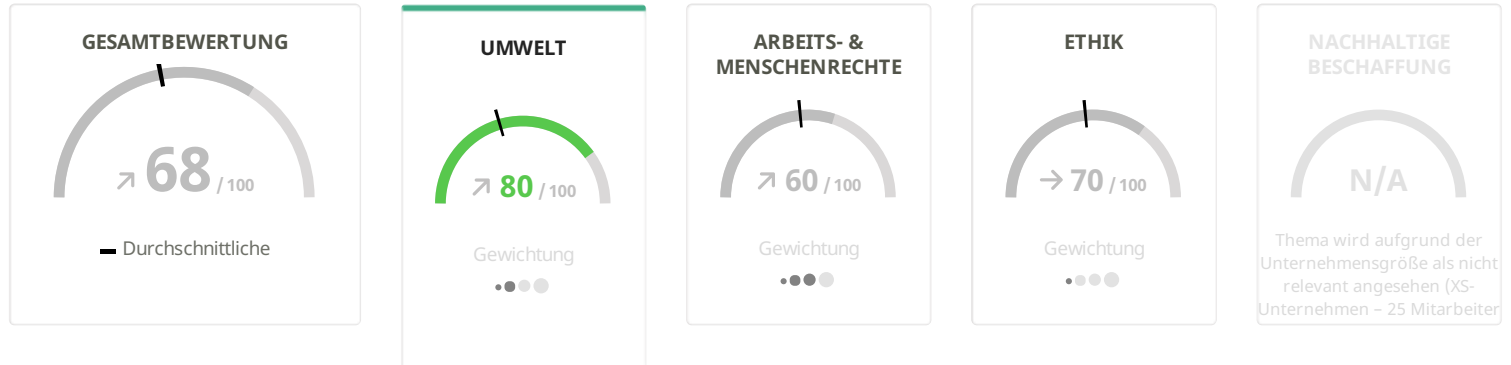 GESAMTBEWERTUNG
68 / 100
Durchschnittliche
UMWELT
80 / 100
Gewichtung
ARBEITS- &
MENSCHENRECHTE
60 / 100
Gewichtung
ETHIK
70 / 100
Gewichtung
NACHHALTIGE
BESCHAFFUNG
N/A
Thema wird aufgrund der
Unternehmensgröße als nicht
relevant angesehen (XS-
Unternehmen – 25 Mitarbeiter